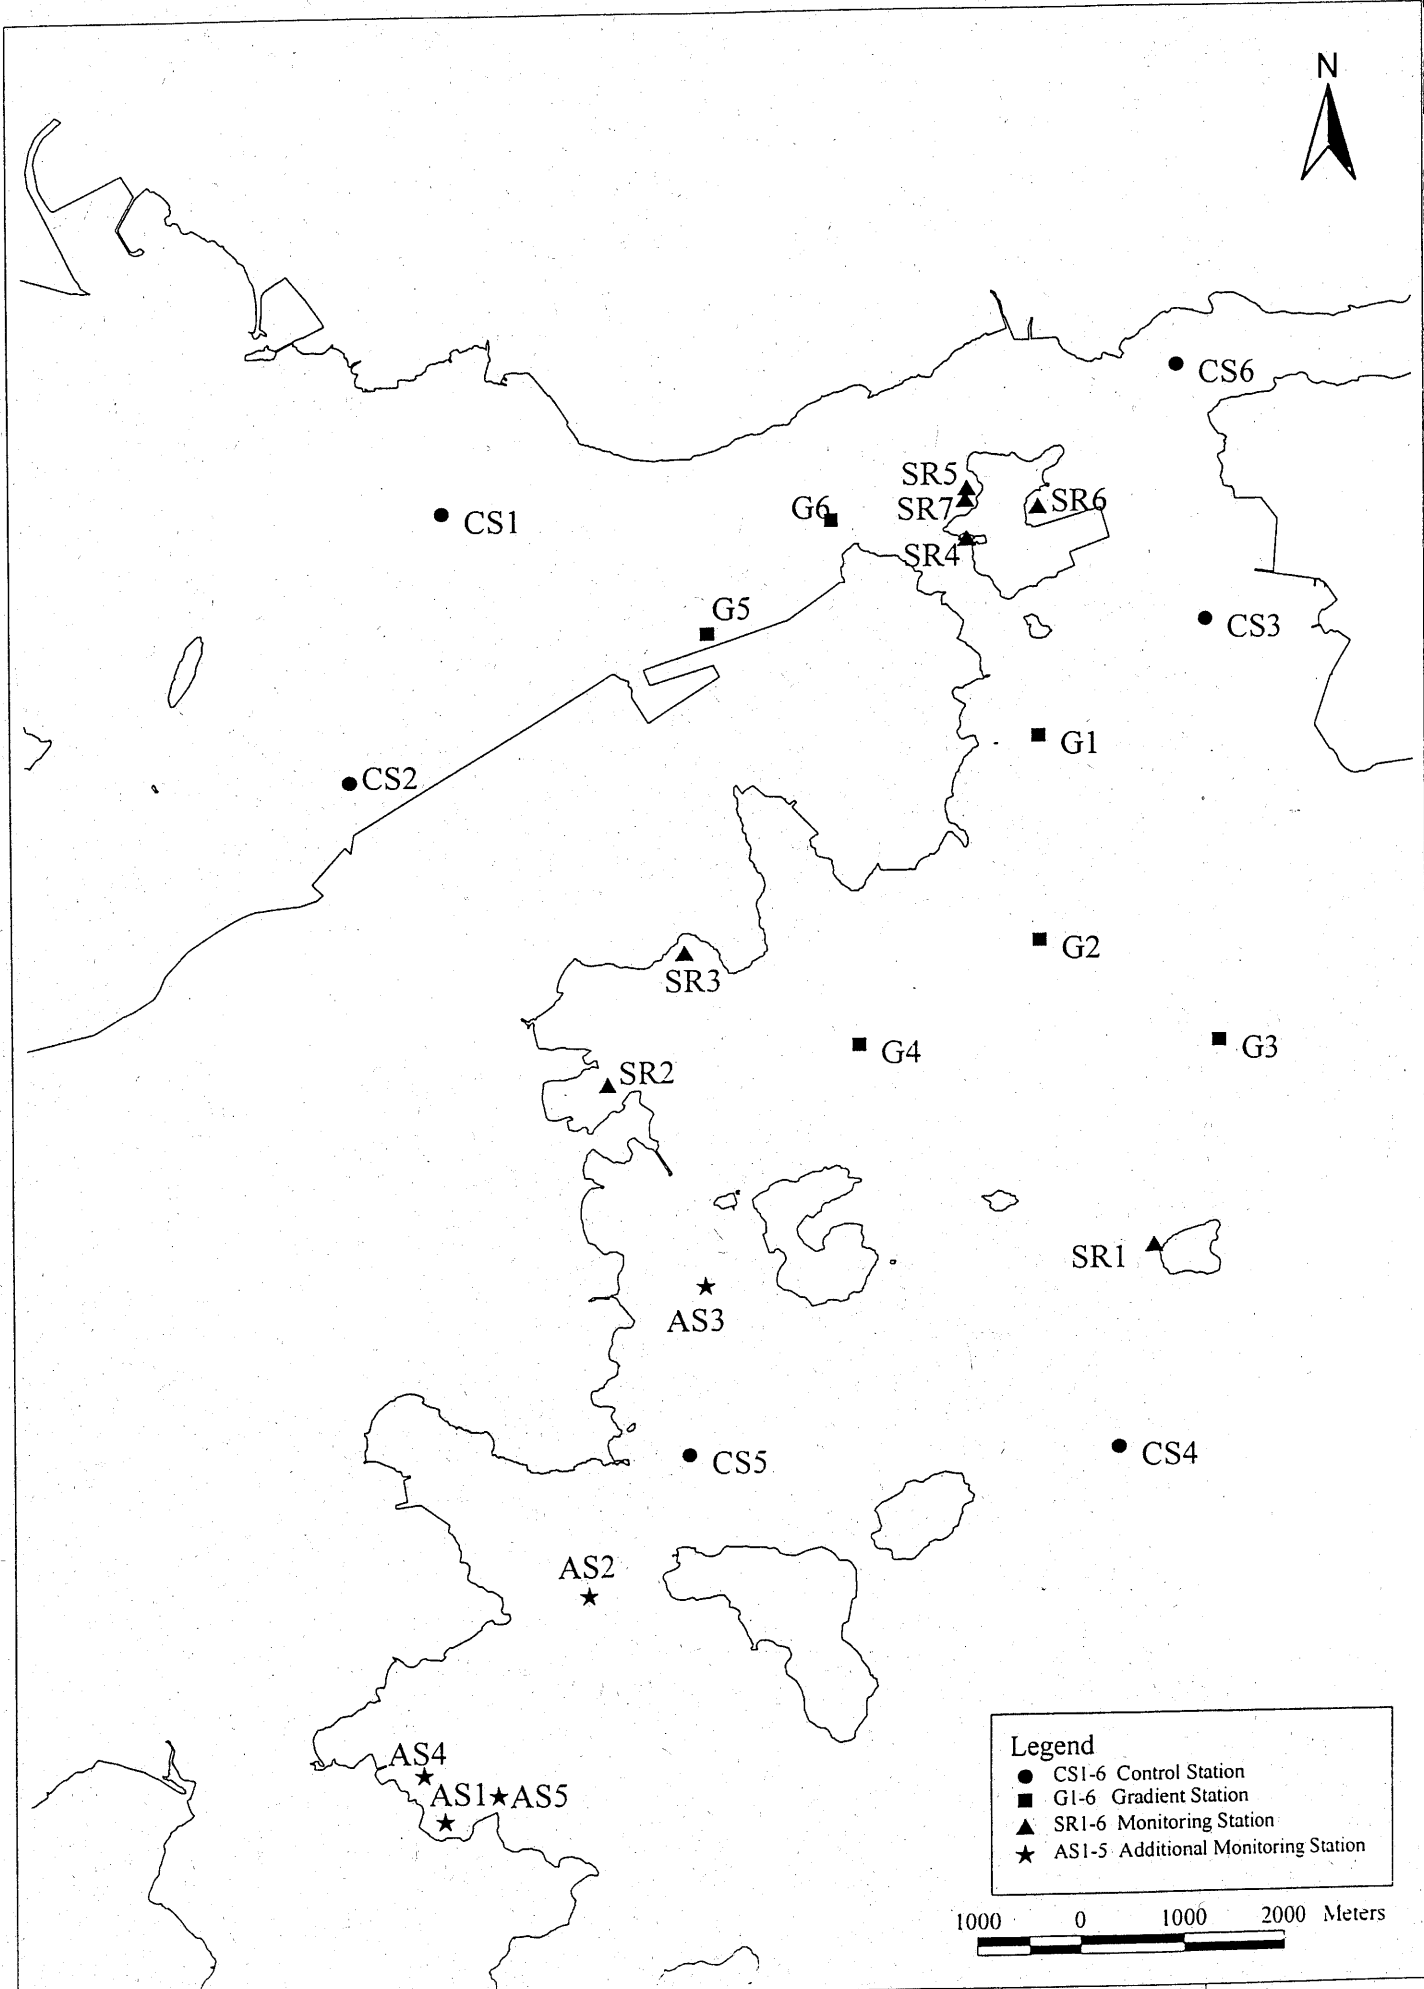 N
CS6
SR5
SR7
SR6
G6
CS1
SR4
G5
CS3
G1
CS2
G2
SR3
G4
G3
SR2
SR1
AS3
CS5
CS4
AS2
AS4
AS1
AS5
Legend
CS1-6 Control Station
G1-6 Gradient Station
SR1-6 Monitoring Station
AS1-5 Additional Monitoring Station
1000 0 1000 2000 Meters